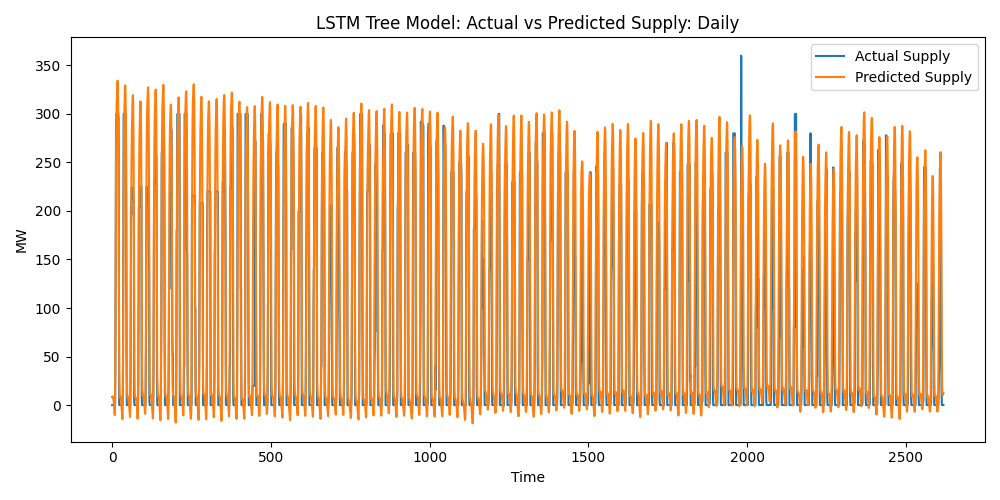 LSTM Tree Model: Actual vs Predicted Supply: Daily
Actual Supply
Predicted Supply
MW
350
300
250
200
150
100
50
0
0 500 1000 1500 2000 2500
Time